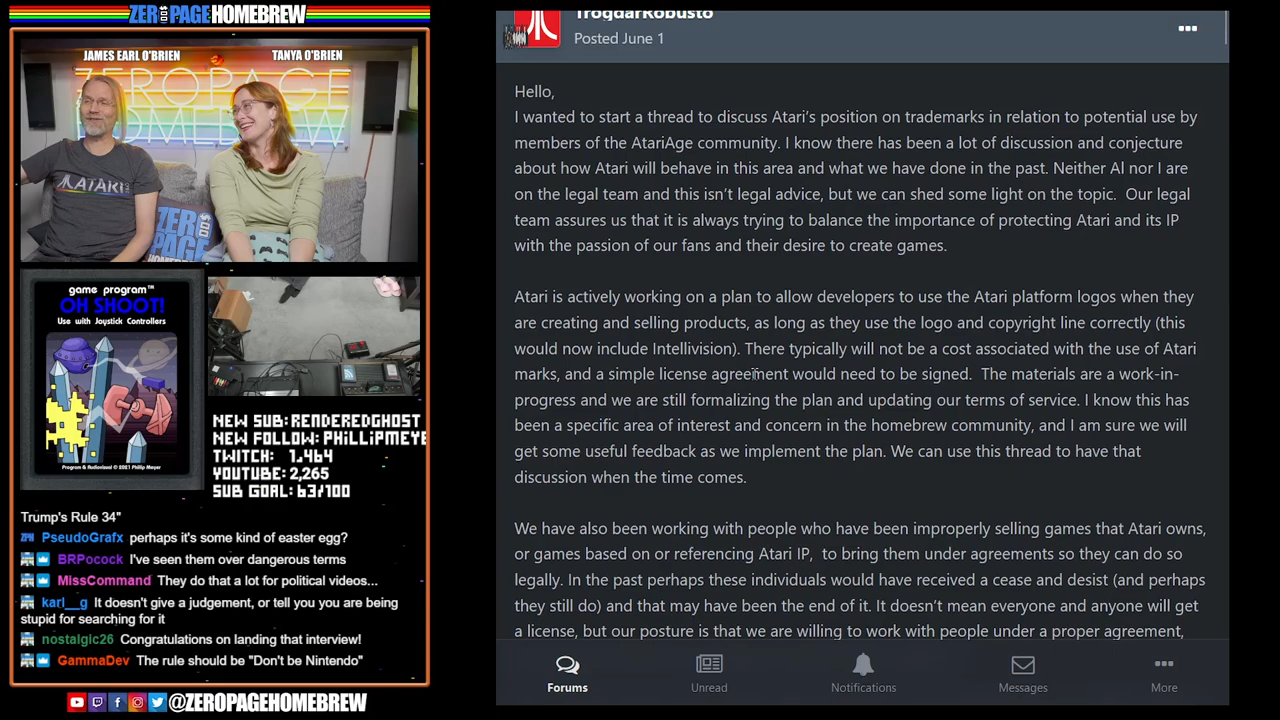 ZERO PAGE HOMEBREW
JAMES EARL O'BRIEN
TANYA O'BRIEN
ZEROPAGE
HOMEBREW
ATARI
ZERO
PAGE
game program™
OH SHOOT!
Use with Joystick Controllers
Program & Audiovisual © 2021 Philip Meyer
NEW SUB: RENDEREDGHOST
NEW FOLLOW: PHILLIPMEYE
TWITCH: 1,464
YOUTUBE: 2,265
SUB GOAL: 63/100
Trump's Rule 34"
PseudoGrafx perhaps it's some kind of easter egg?
BRPocock I've seen them over dangerous terms
MissCommand They do that a lot for political videos...
karl__g It doesn't give a judgement, or tell you you are being
stupid for searching for it
nostalgic26 Congratulations on landing that interview!
GammaDev The rule should be "Don't be Nintendo"
@ZEROPAGEHOMEBREW
TrogdarRobusto
Posted June 1
Hello,
I wanted to start a thread to discuss Atari's position on trademarks in relation to potential use by
members of the AtariAge community. I know there has been a lot of discussion and conjecture
about how Atari will behave in this area and what we have done in the past. Neither Al nor I are
on the legal team and this isn't legal advice, but we can shed some light on the topic. Our legal
team assures us that it is always trying to balance the importance of protecting Atari and its IP
with the passion of our fans and their desire to create games.
Atari is actively working on a plan to allow developers to use the Atari platform logos when they
are creating and selling products, as long as they use the logo and copyright line correctly (this
would now include Intellivision). There typically will not be a cost associated with the use of Atari
marks, and a simple license agreement would need to be signed. The materials are a work-in-
progress and we are still formalizing the plan and updating our terms of service. I know this has
been a specific area of interest and concern in the homebrew community, and I am sure we will
get some useful feedback as we implement the plan. We can use this thread to have that
discussion when the time comes.
We have also been working with people who have been improperly selling games that Atari owns,
or games based on or referencing Atari IP, to bring them under agreements so they can do so
legally. In the past perhaps these individuals would have received a cease and desist (and perhaps
they still do) and that may have been the end of it. It doesn't mean everyone and anyone will get
a license, but our posture is that we are willing to work with people under a proper agreement,
Forums
Unread
Notifications
Messages
More